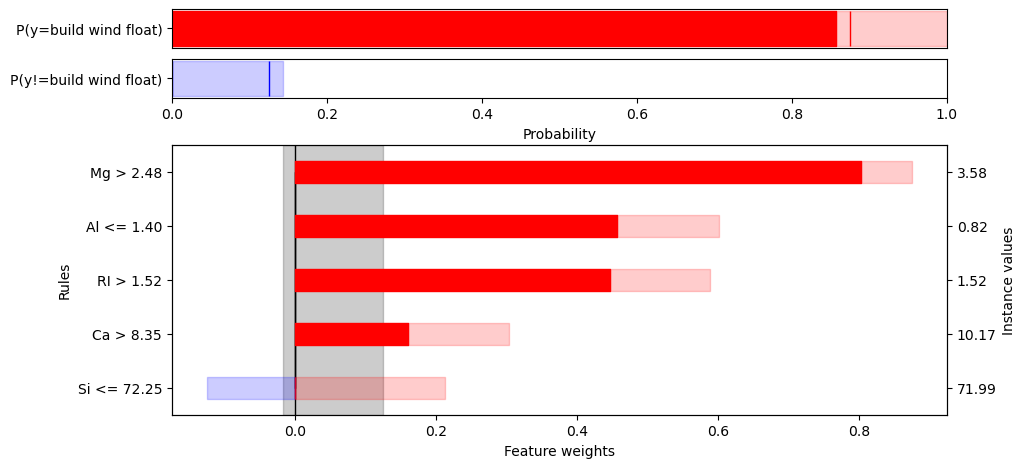 P(y=build wind float)
P(y!=build wind float)
0.0 0.2 0.4 0.6 0.8 1.0
Probability
Mg > 2.48 3.58
Al <= 1.40 0.82
RI > 1.52 1.52
Ca > 8.35 10.17
Si <= 72.25 71.99
Rules
Instance values
0.0 0.2 0.4 0.6 0.8
Feature weights